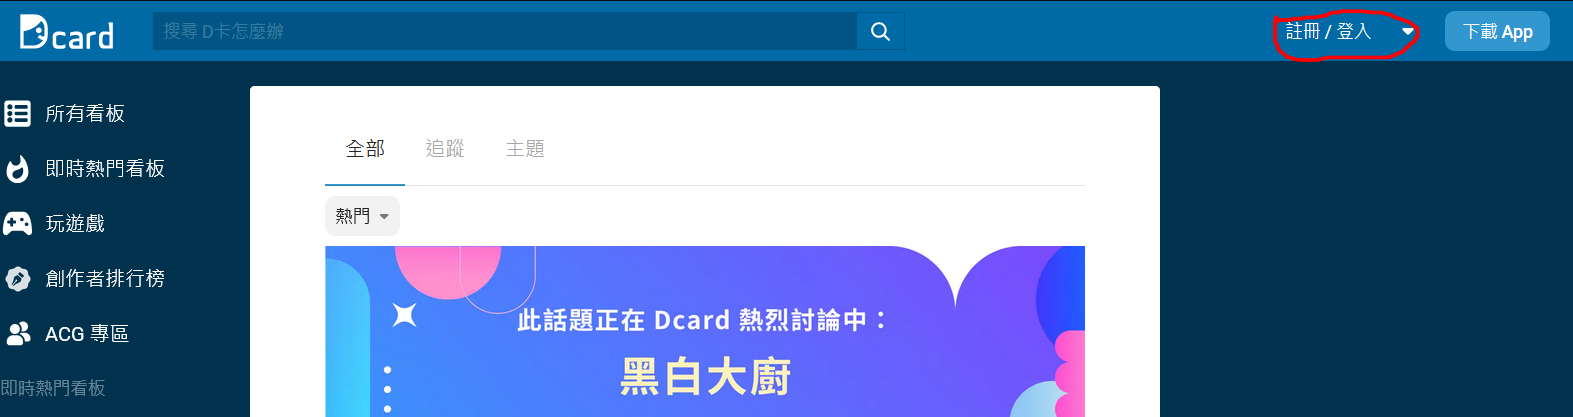 Dcard
搜尋 D卡怎麼辦
註冊 / 登入
下載 App
所有看板
即時熱門看板
玩遊戲
創作者排行榜
ACG 專區
即時熱門看板
全部 追蹤 主題
熱門
此話題正在 Dcard 熱烈討論中：
黑白大廚